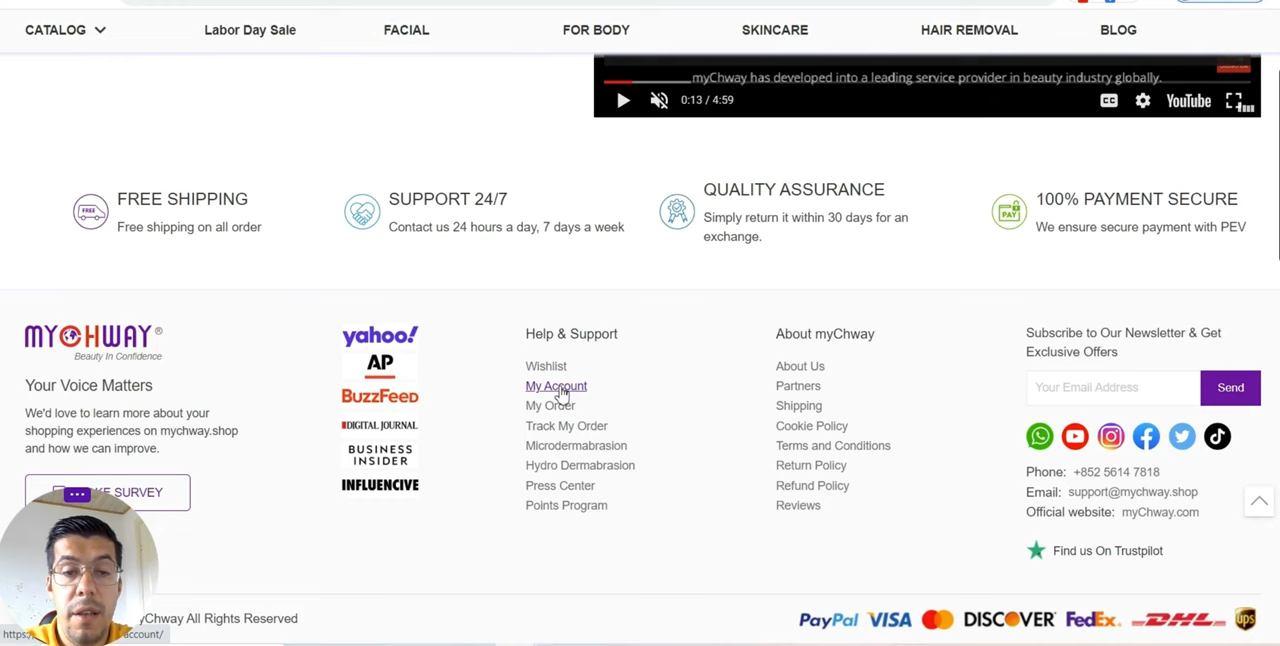 CATALOG
Labor Day Sale
FACIAL
FOR BODY
SKINCARE
HAIR REMOVAL
BLOG
myChway has developed into a leading service provider in beauty industry globally.
0:13 / 4:59
CC
YouTube
FREE
FREE SHIPPING
Free shipping on all order
SUPPORT 24/7
Contact us 24 hours a day, 7 days a week
QUALITY ASSURANCE
Simply return it within 30 days for an
exchange.
PAY
100% PAYMENT SECURE
We ensure secure payment with PEV
MYCHWAY®
Beauty In Confidence
Your Voice Matters
We'd love to learn more about your
shopping experiences on mychway.shop
and how we can improve.
SURVEY
yahoo!
AP
BuzzFeed
DIGITAL JOURNAL
BUSINESS
INSIDER
INFLUENCIVE
Help & Support
Wishlist
My Account
My Order
Track My Order
Microdermabrasion
Hydro Dermabrasion
Press Center
Points Program
About myChway
About Us
Partners
Shipping
Cookie Policy
Terms and Conditions
Return Policy
Refund Policy
Reviews
Subscribe to Our Newsletter & Get
Exclusive Offers
Your Email Address
Send
Phone: +852 5614 7818
Email: support@mychway.shop
Official website: myChway.com
Find us On Trustpilot
yChway All Rights Reserved
PayPal VISA DISCOVER FedEx DHL ups
https:/
account/